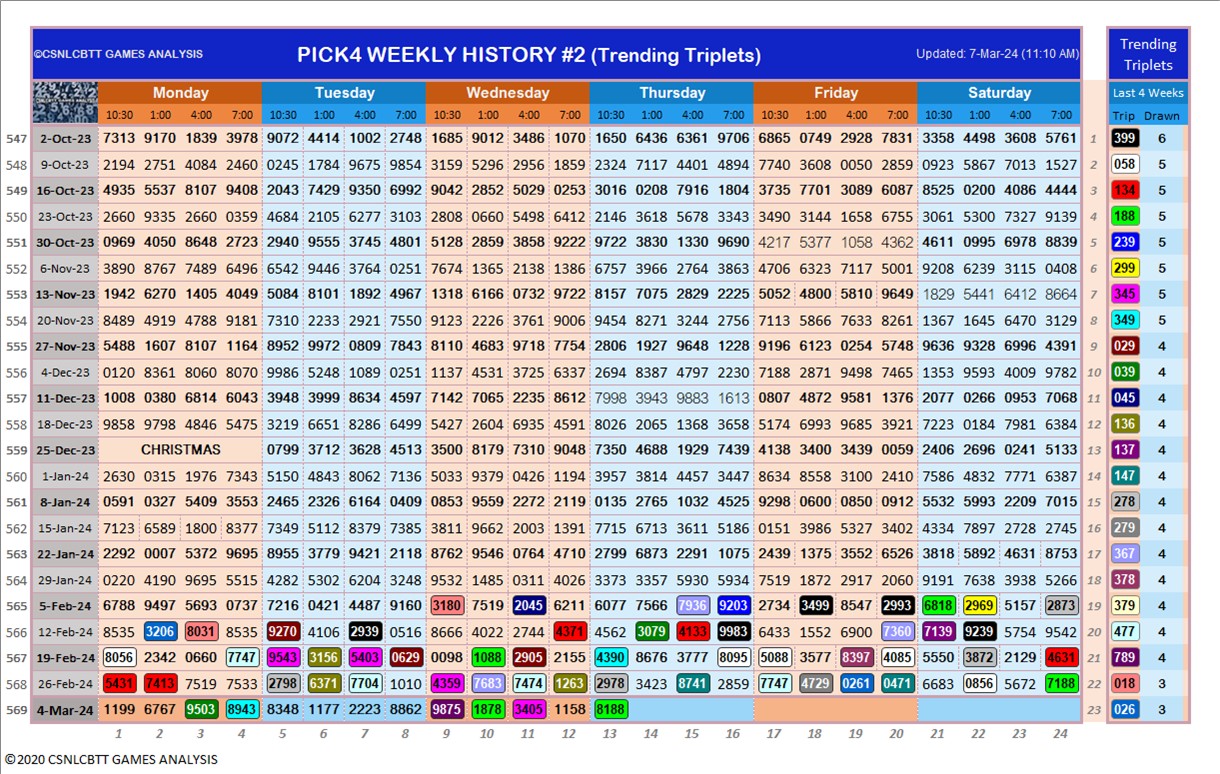 ©CSNLCBTT GAMES ANALYSIS PICK4 WEEKLY HISTORY #2 (Trending Triplets) Updated: 7-Mar-24 (11:10 AM) Trending Triplets
Monday Tuesday Wednesday Thursday Friday Saturday Last 4 Weeks
10:30 1:00 4:00 7:00 10:30 1:00 4:00 7:00 10:30 1:00 4:00 7:00 10:30 1:00 4:00 7:00 10:30 1:00 4:00 7:00 10:30 1:00 4:00 7:00 Trip Drawn
547 2-Oct-23 7313 9170 1839 3978 9072 4414 1002 2748 1685 9012 3486 1070 1650 6436 6361 9706 6865 0749 2928 7831 3358 4498 3608 5761 1 399 6
548 9-Oct-23 2194 2751 4084 2460 0245 1784 9675 9854 3159 5296 2956 1859 2324 7117 4401 4894 7740 3608 0050 2859 0923 5867 7013 1527 2 058 5
549 16-Oct-23 4935 5537 8107 9408 2043 7429 9350 6992 9042 2852 5029 0253 3016 0208 7916 1804 3735 7701 3089 6087 8525 0200 4086 4444 3 134 5
550 23-Oct-23 2660 9335 2660 0359 4684 2105 6277 3103 2808 0660 5498 6412 2146 3618 5678 3343 3490 3144 1658 6755 3061 5300 7327 9139 4 188 5
551 30-Oct-23 0969 4050 8648 2723 2940 9555 3745 4801 5128 2859 3858 9222 9722 3830 1330 9690 4217 5377 1058 4362 4611 0995 6978 8839 5 239 5
552 6-Nov-23 3890 8767 7489 6496 6542 9446 3764 0251 7674 1365 2138 1386 6757 3966 2764 3863 4706 6323 7117 5001 9208 6239 3115 0408 6 299 5
553 13-Nov-23 1942 6270 1405 4049 5084 8101 1892 4967 1318 6166 0732 9722 8157 7075 2829 2225 5052 4800 5810 9649 1829 5441 6412 8664 7 345 5
554 20-Nov-23 8489 4919 4788 9181 7310 2233 2921 7550 9123 2226 3761 9006 9454 8271 3244 2756 7113 5866 7633 8261 1367 1645 6470 3129 8 349 5
555 27-Nov-23 5488 1607 8107 1164 8952 9972 0809 7843 8110 4683 9718 7754 2806 1927 9648 1228 9196 6123 0254 5748 9636 9328 6996 4391 9 029 4
556 4-Dec-23 0120 8361 8060 8070 9986 5248 1089 0251 1137 4531 3725 6337 2694 8387 4797 2230 7188 2871 9498 7465 1353 9593 4009 9782 10 039 4
557 11-Dec-23 1008 0380 6814 6043 3948 3999 8634 4597 7142 7065 2235 8612 7998 3943 9883 1613 0807 4872 9581 1376 2077 0266 0953 7068 11 045 4
558 18-Dec-23 9858 9798 4846 5475 3219 6651 8286 6499 5427 2604 6935 4591 8026 2065 1368 3658 5174 6993 9685 3921 7223 0184 7981 6384 12 136 4
559 25-Dec-23 CHRISTMAS 0799 3712 3628 4513 3500 8179 7310 9048 7350 4688 1929 7439 4138 3400 3439 0059 2406 2696 0241 5133 13 137 4
560 1-Jan-24 2630 0315 1976 7343 5150 4843 8062 7131 5033 9379 0426 1194 3957 3814 4457 3447 8634 8558 3100 2410 7586 4832 7771 6387 14 147 4
561 8-Jan-24 0591 0327 5409 3553 2465 2326 6164 0409 0853 9559 2272 2119 0135 2765 1032 4525 9298 0600 0850 0912 5532 5993 2209 7015 15 278 4
562 15-Jan-24 7123 6589 1800 8377 7349 5112 8379 7385 3811 9662 2003 1391 7715 6713 3611 5186 0151 3986 5327 3402 4334 7897 2728 2745 16 279 4
563 22-Jan-24 2292 0007 5372 9695 8955 3779 9421 2118 8762 9546 0764 4710 2799 6873 2291 1075 2439 1375 3552 6526 3818 5892 4631 8753 17 367 4
564 29-Jan-24 0220 4190 9695 5515 4282 5302 6204 3248 9532 1485 0311 4026 3373 3357 5930 5934 7519 1872 2917 2060 9191 7638 3938 5266 18 378 4
565 5-Feb-24 6788 9497 5693 0737 7216 0421 4487 9160 3180 7519 2045 6211 6077 7566 7936 9203 2734 3499 8547 2993 6818 2969 5157 2873 19 379 4
566 12-Feb-24 8535 3206 8031 8535 9270 4106 2939 0516 8666 4022 2744 4371 4562 3079 4133 9983 6433 1552 6900 7360 7139 9239 5754 9542 20 477 4
567 19-Feb-24 8056 2342 0660 7747 9543 3156 5403 0629 0098 1088 2905 2155 4390 8676 3777 8095 5088 3577 8397 4085 5550 3872 2129 4631 21 789 4
568 26-Feb-24 5431 7413 7519 7533 2798 6371 7704 1010 4359 7683 7474 1263 2978 3423 8741 2859 7747 4729 0261 0471 6683 0856 5672 7188 22 018 3
569 4-Mar-24 1199 6767 9503 8943 8348 1177 2223 8862 9875 1878 3405 1158 8188 23 026 3
1 2 3 4 5 6 7 8 9 10 11 12 13 14 15 16 17 18 19 20 21 22 23 24
©2020 CSNLCBTT GAMES ANALYSIS